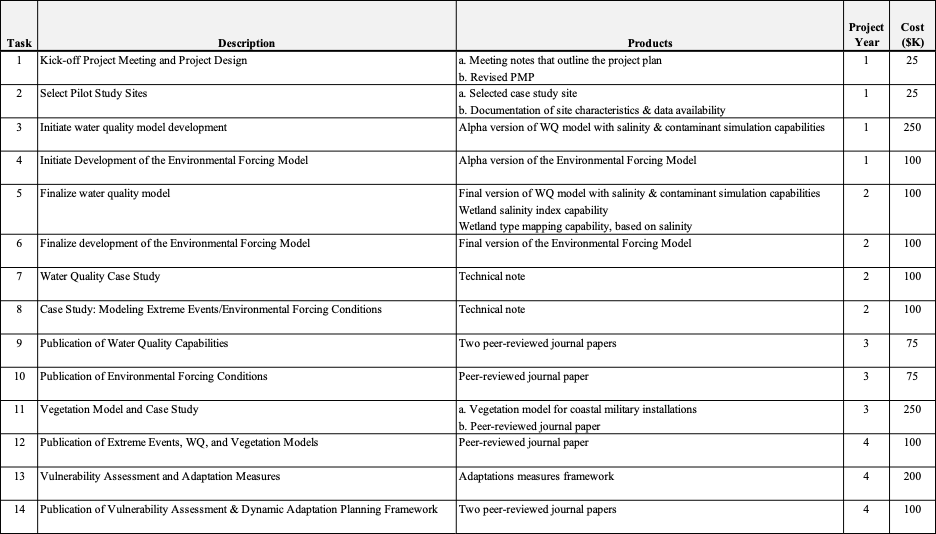 Task Description Products Project Year Cost ($K)
1 Kick-off Project Meeting and Project Design a. Meeting notes that outline the project plan 1 25
b. Revised PMP
2 Select Pilot Study Sites a. Selected case study site 1 25
b. Documentation of site characteristics & data availability
3 Initiate water quality model development Alpha version of WQ model with salinity & contaminant simulation capabilities 1 250
4 Initiate Development of the Environmental Forcing Model Alpha version of the Environmental Forcing Model 1 100
5 Finalize water quality model Final version of WQ model with salinity & contaminant simulation capabilities 2 100
Wetland salinity index capability
Wetland type mapping capability, based on salinity
6 Finalize development of the Environmental Forcing Model Final version of the Environmental Forcing Model 2 100
7 Water Quality Case Study Technical note 2 100
8 Case Study: Modeling Extreme Events/Environmental Forcing Conditions Technical note 2 100
9 Publication of Water Quality Capabilities Two peer-reviewed journal papers 3 75
10 Publication of Environmental Forcing Conditions Peer-reviewed journal paper 3 75
11 Vegetation Model and Case Study a. Vegetation model for coastal military installations 3 250
b. Peer-reviewed journal paper
12 Publication of Extreme Events, WQ, and Vegetation Models Peer-reviewed journal paper 4 100
13 Vulnerability Assessment and Adaptation Measures Adaptations measures framework 4 200
14 Publication of Vulnerability Assessment & Dynamic Adaptation Planning Framework Two peer-reviewed journal papers 4 100